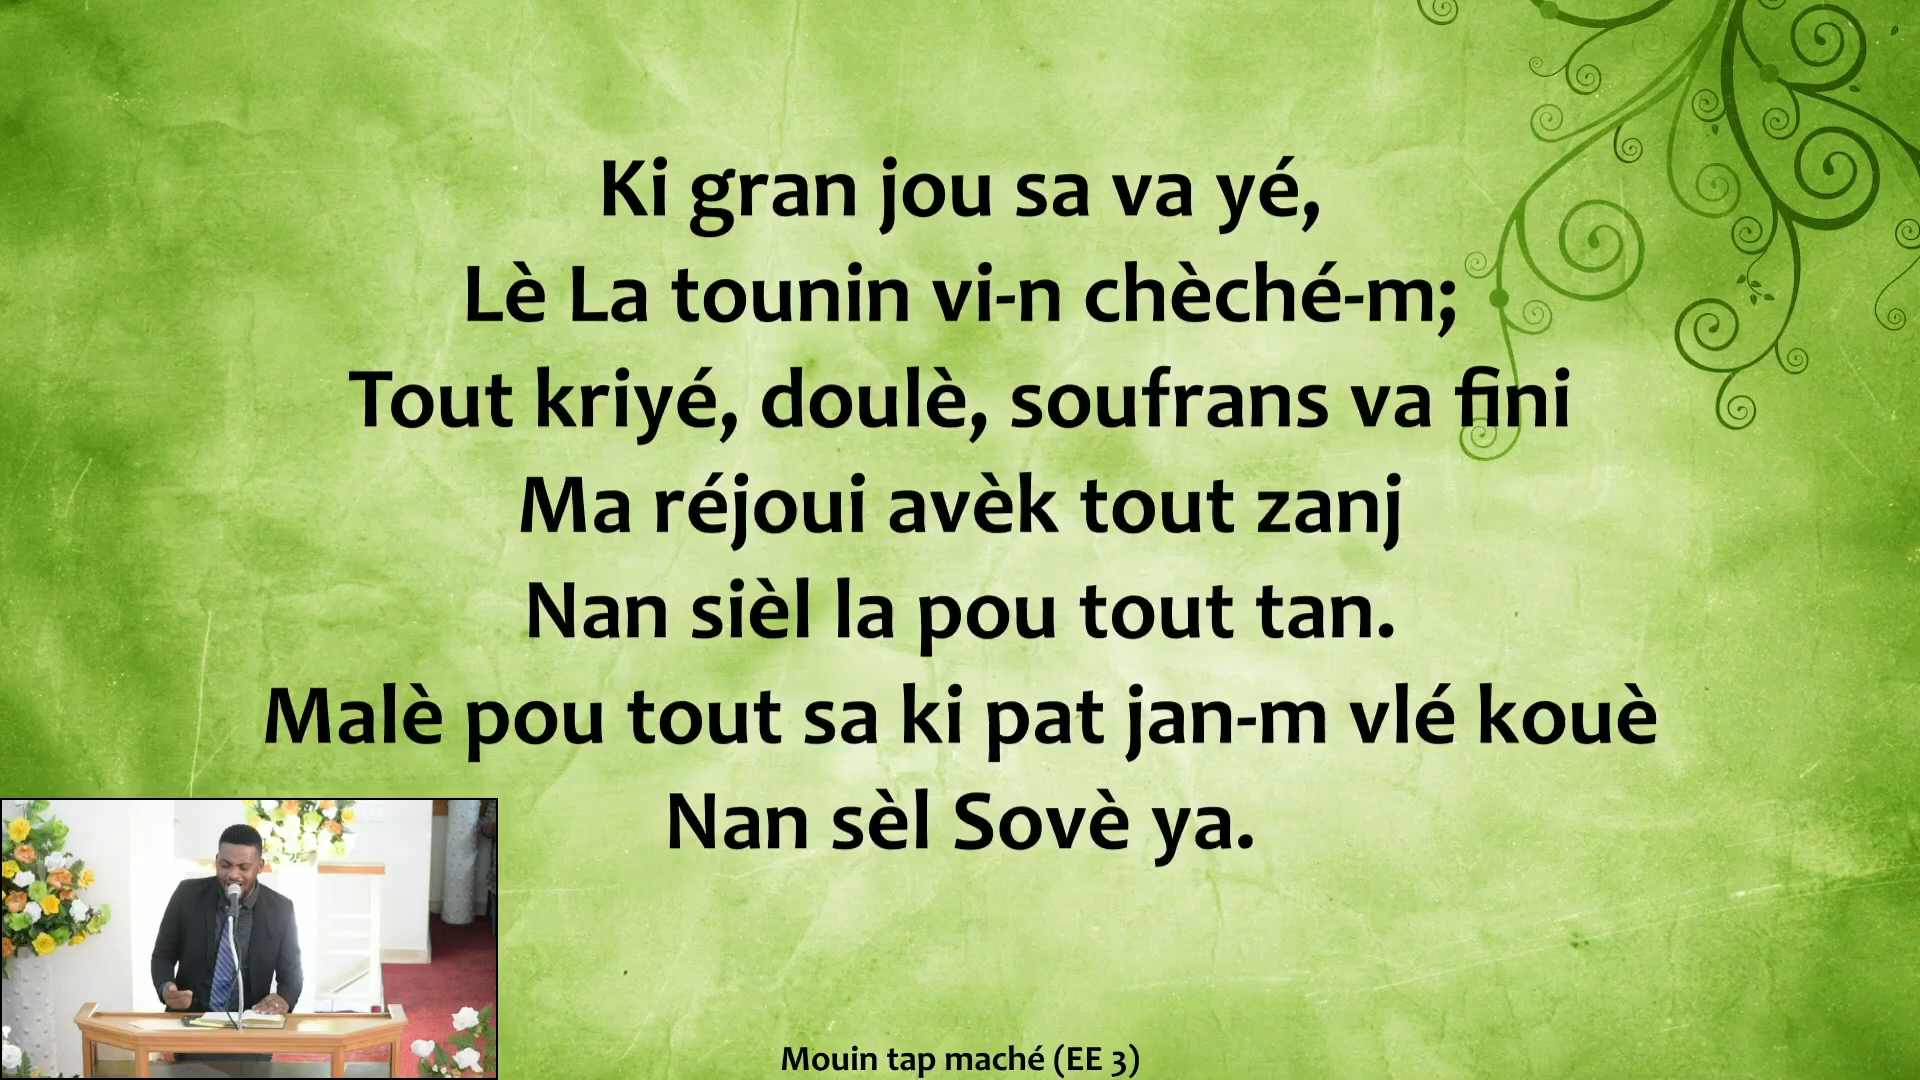 Ki gran jou sa va yé,
Lè La tounin vi-n chèché-m;
Tout kriyé, doulè, soufrans va fini
Ma réjoui avèk tout zanj
Nan sièl la pou tout tan.
Malè pou tout sa ki pat jan-m vlé kouè
Nan sèl Sovè ya.
Mouin tap maché (EE 3)